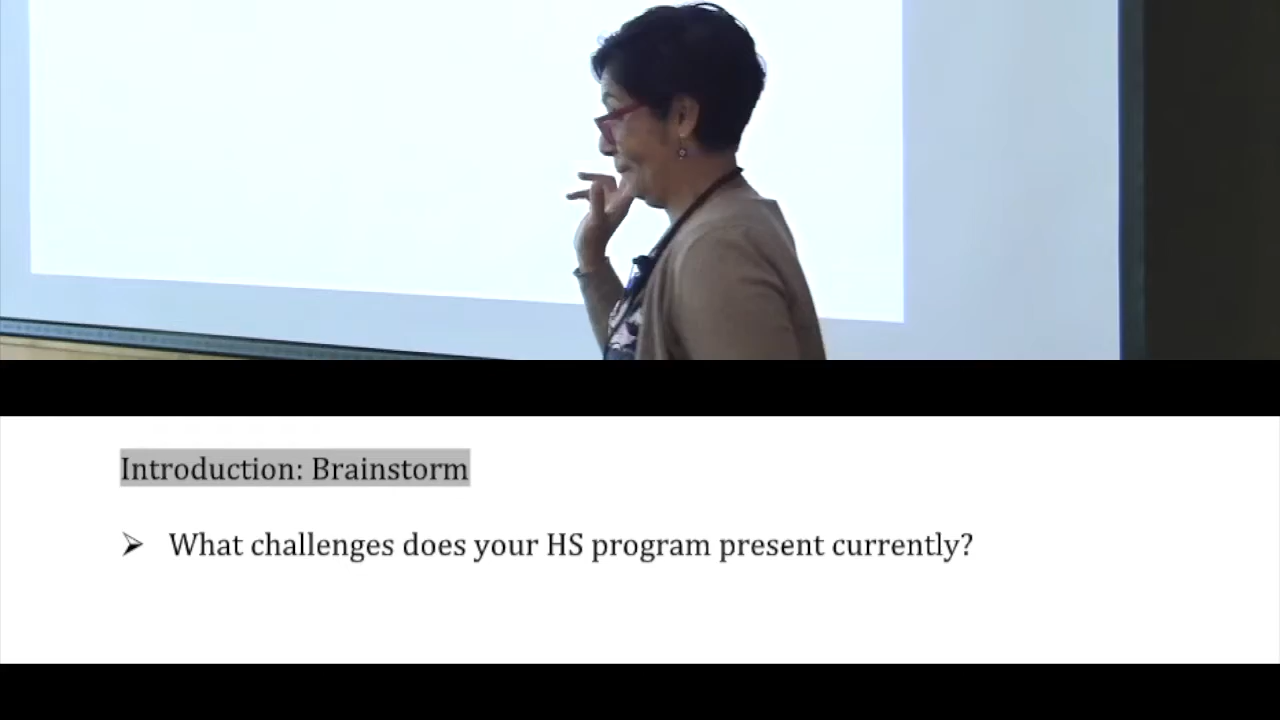 Introduction: Brainstorm
➢ What challenges does your HS program present currently?